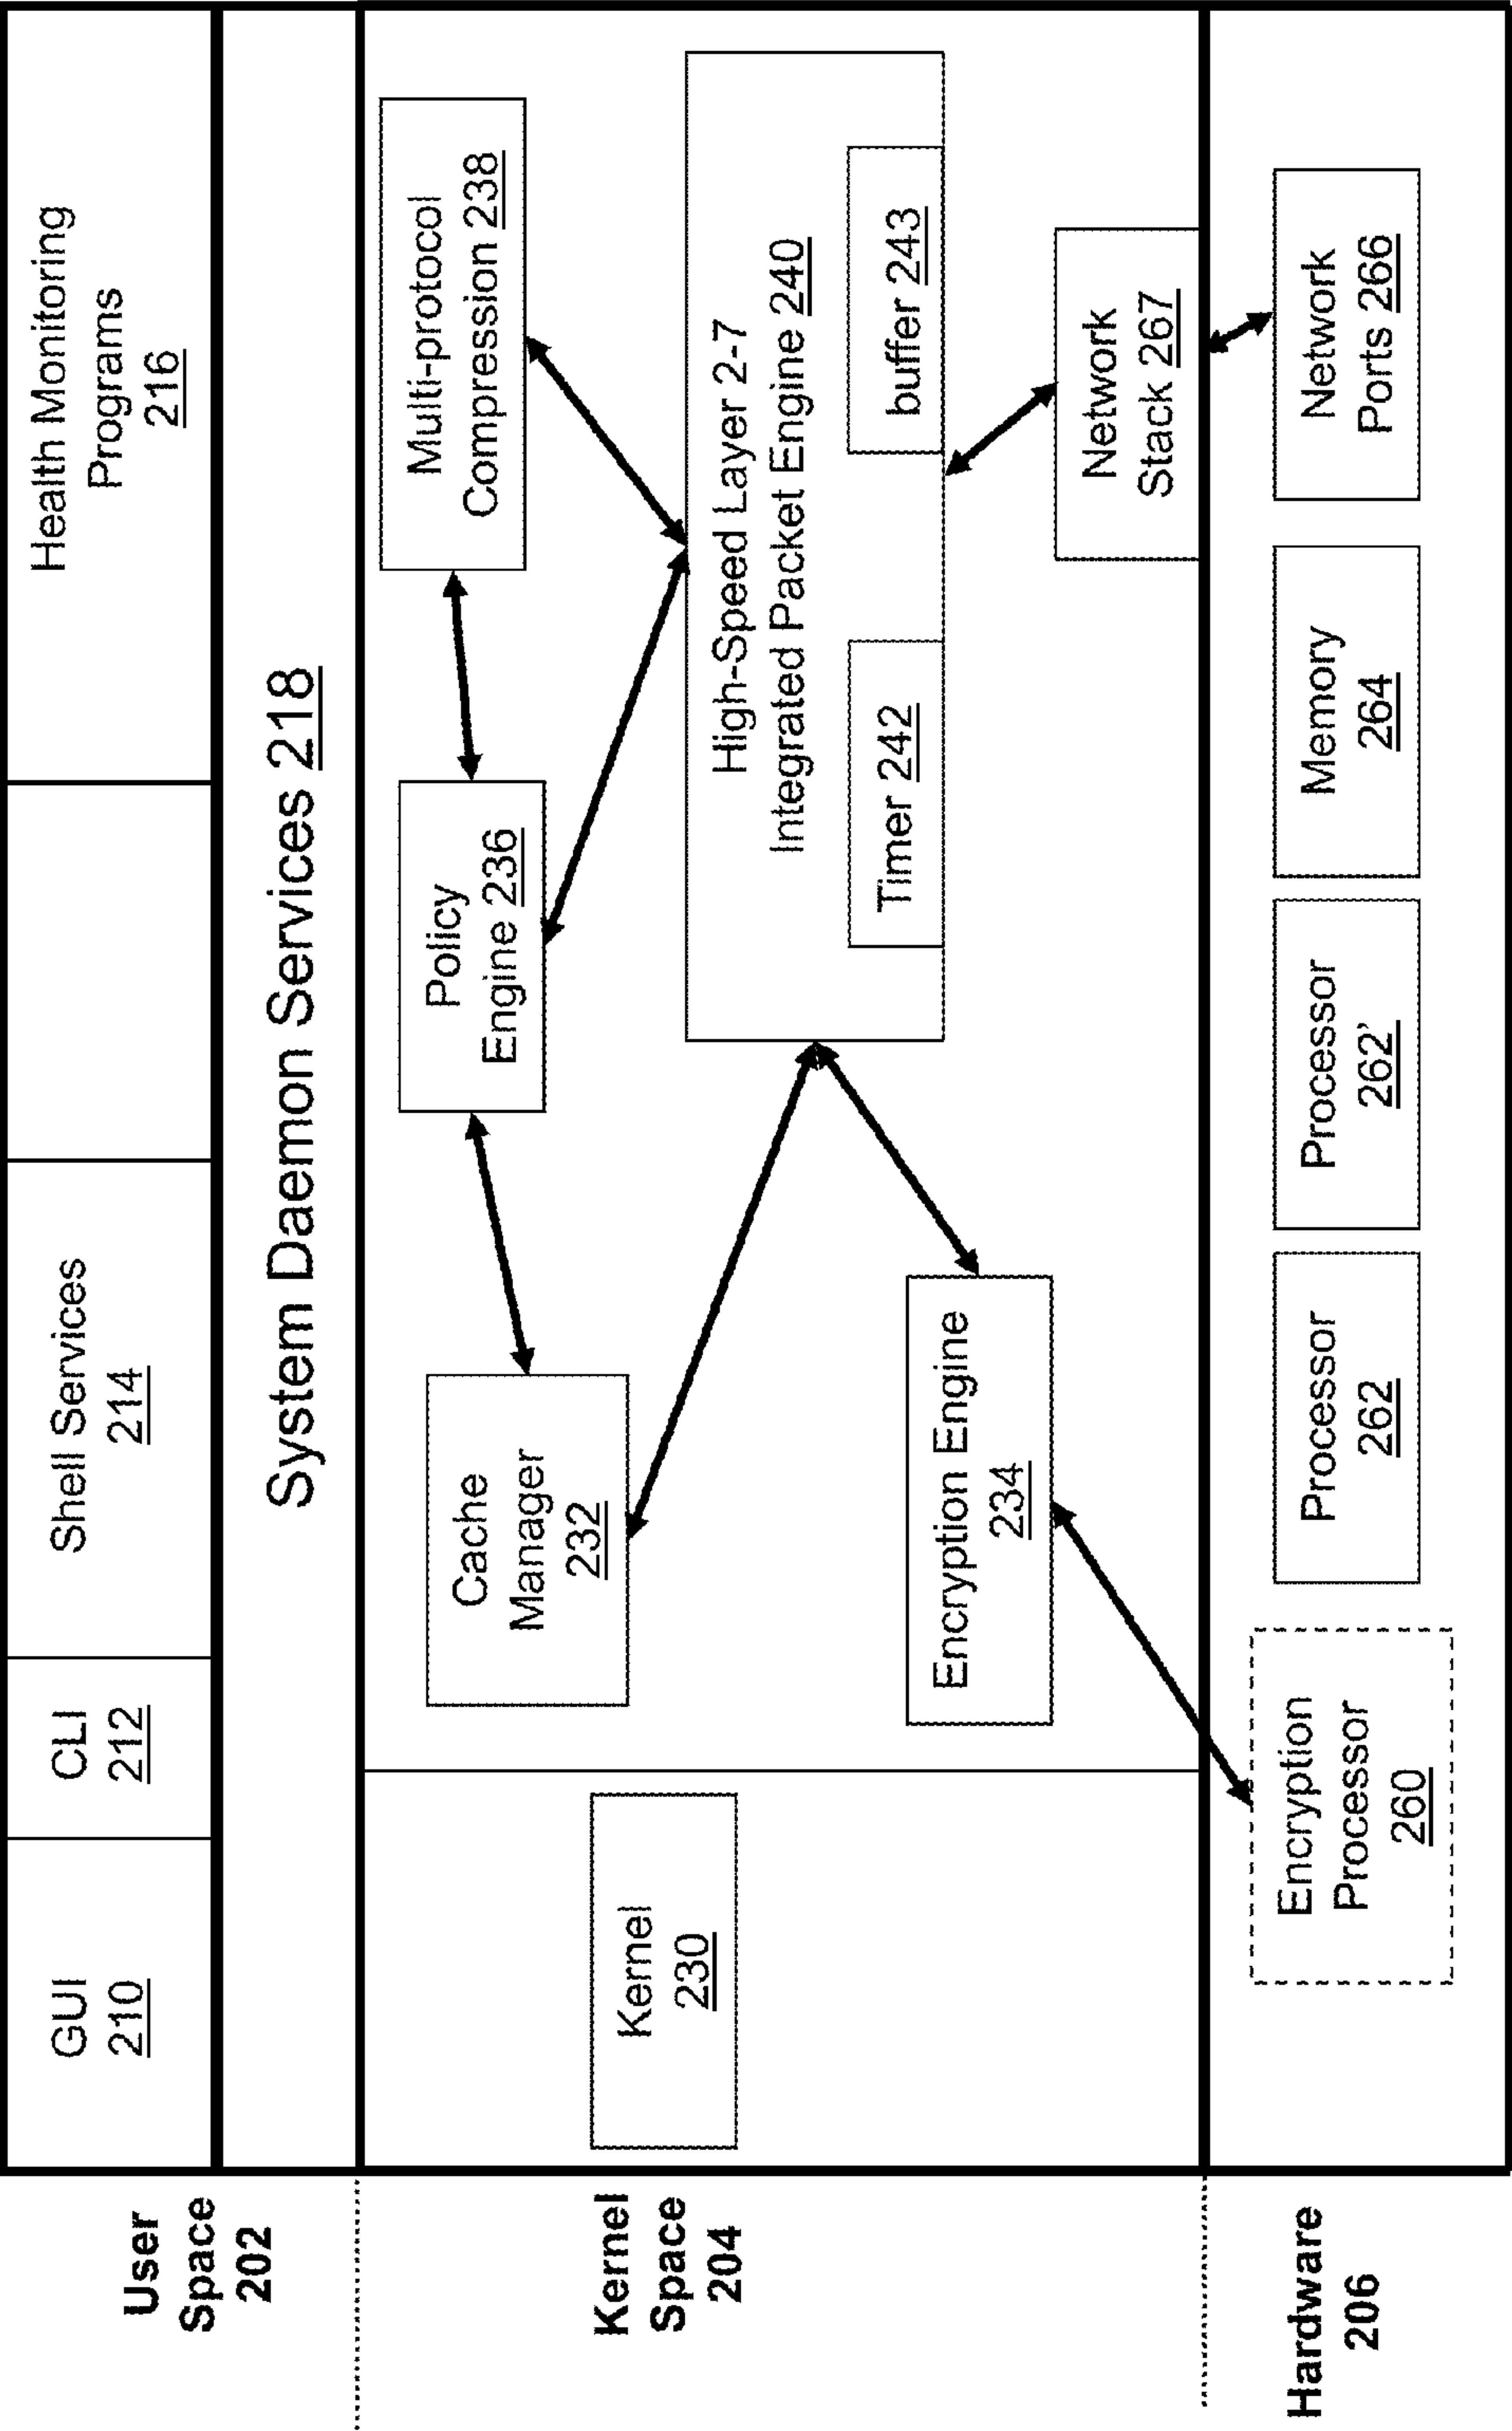 User
Space
202
GUI
210
CLI
212
Shell Services
214
Health Monitoring
Programs
216
System Daemon Services 218
Kernel
Space
204
Kernel
230
Cache
Manager
232
Policy
Engine 236
Multi-protocol
Compression 238
High-Speed Layer 2-7
Integrated Packet Engine 240
Timer 242
buffer 243
Encryption Engine
234
Network
Stack 267
Hardware
206
Encryption
Processor
260
Processor
262
Processor
262’
Memory
264
Network
Ports 266